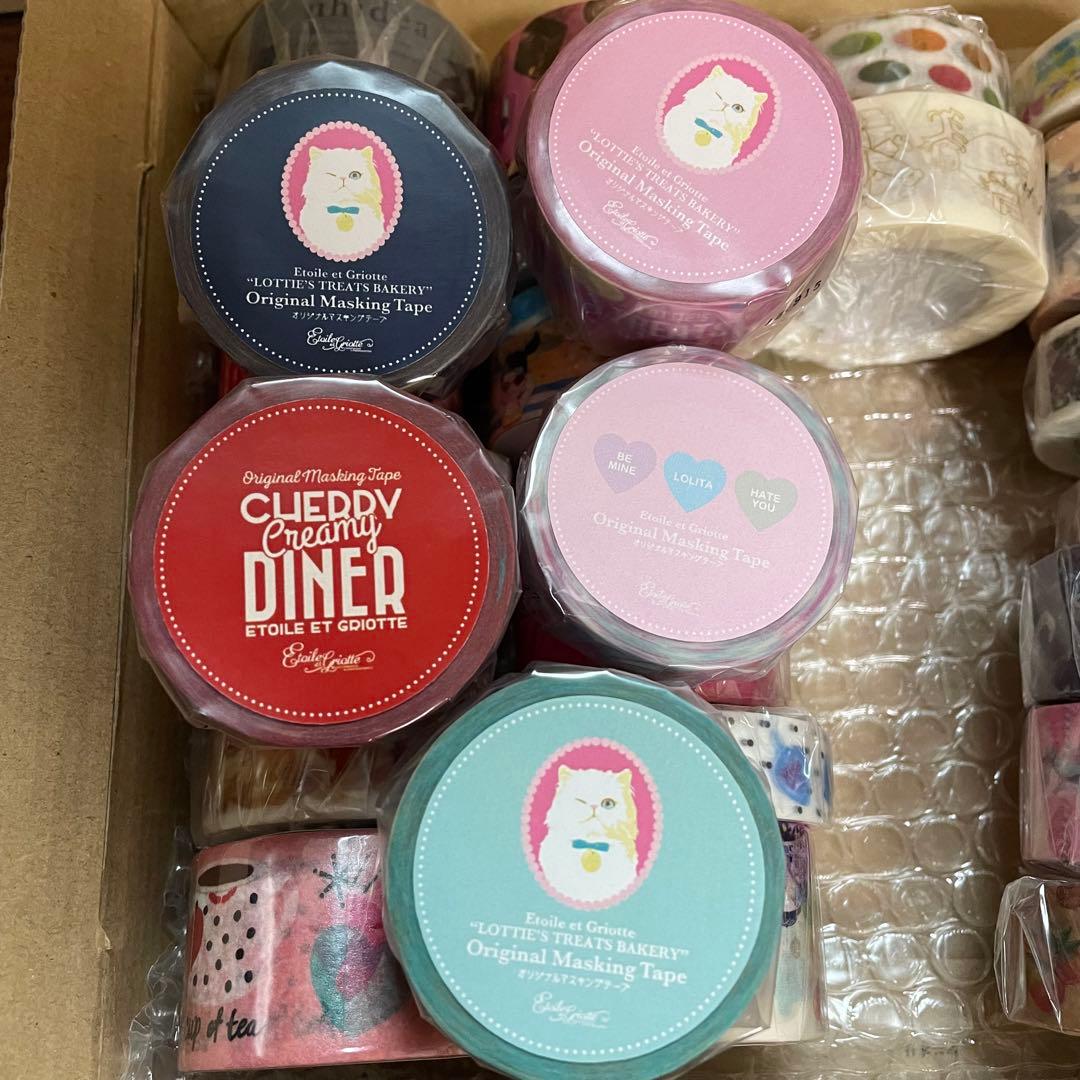 Etoile et Griotte
"LOTTIE'S TREATS BAKERY"
Original Masking Tape
オリジナルマスキングテープ
Etoile et Griotte
Etoile et Griotte
"LOTTIE'S TREATS BAKERY"
Original Masking Tape
オリジナルマスキングテープ
Etoile et Griotte
Original Masking Tape
CHERRY
Creamy
DINER
ETOILE ET GRIOTTE
Etoile et Griotte
BE
MINE
LOLITA
HATE
YOU
Etoile et Griotte
Original Masking Tape
オリジナルマスキングテープ
Etoile et Griotte
Etoile et Griotte
"LOTTIE'S TREATS BAKERY"
Original Masking Tape
オリジナルマスキングテープ
Etoile et Griotte
of tea